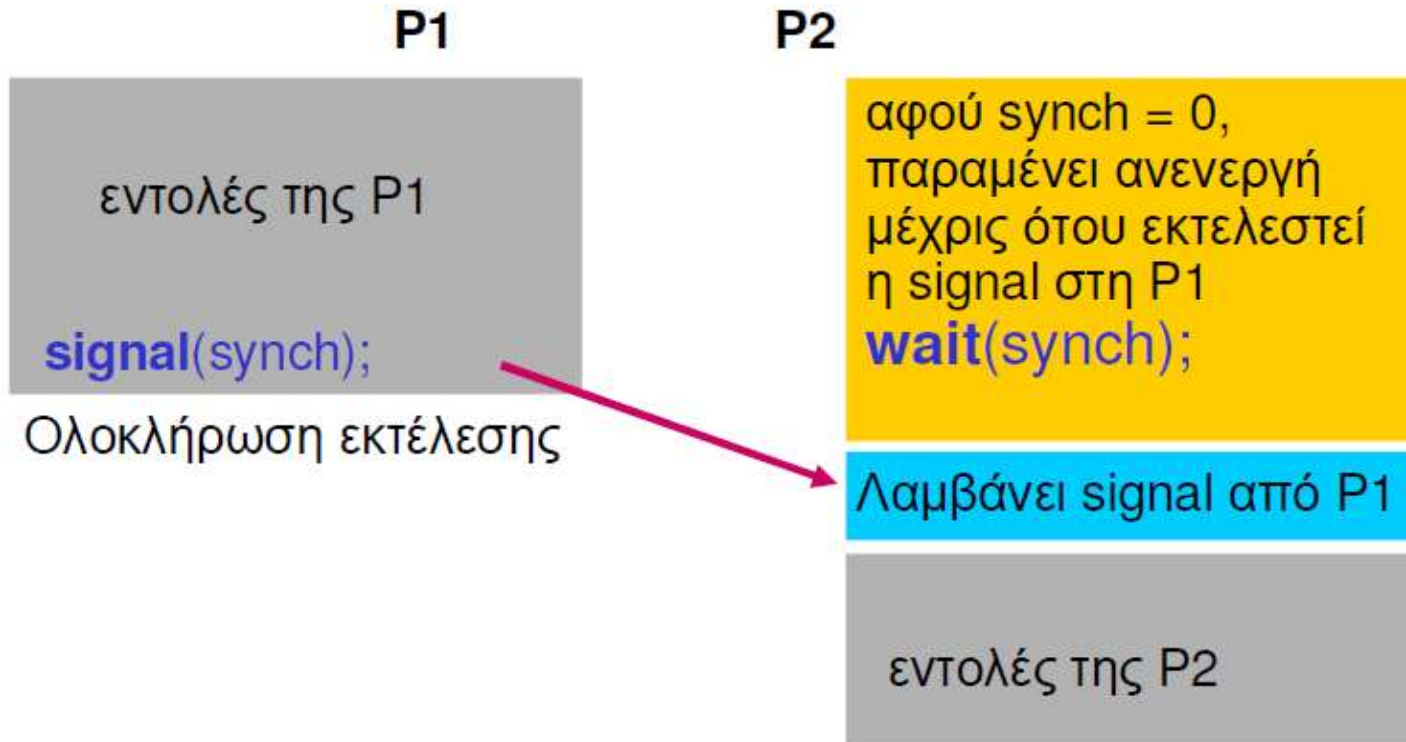 P1
P2
εντολές της P1
signal(synch);
Ολοκλήρωση εκτέλεσης
αφού synch = 0,
παραμένει ανενεργή
μέχρις ότου εκτελεστεί
η signal στη P1
wait(synch);
Λαμβάνει signal από P1
εντολές της P2